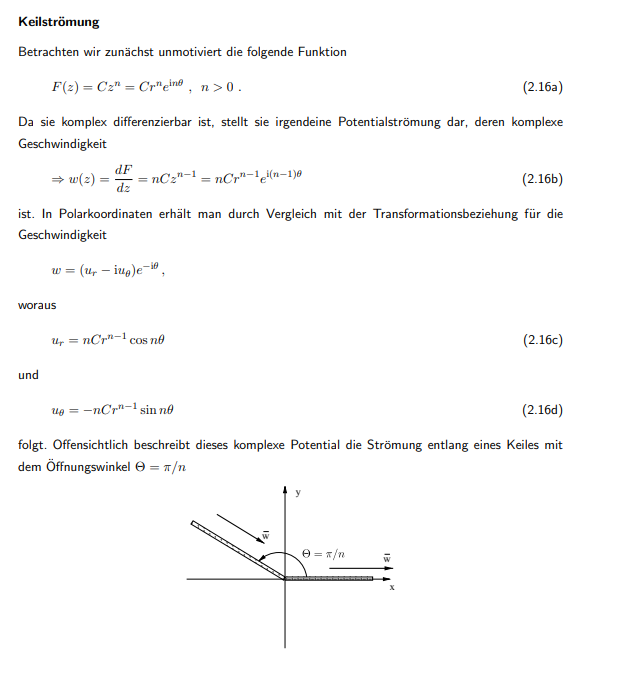 Keilströmung
Betrachten wir zunächst unmotiviert die folgende Funktion
F(z) = Czⁿ = Crⁿe^{inθ} , n > 0 . (2.16a)
Da sie komplex differenzierbar ist, stellt sie irgendeine Potentialströmung dar, deren komplexe
Geschwindigkeit
⇒ w(z) = dF/dz = nCz^{n−1} = nCr^{n−1}e^{i(n−1)θ} (2.16b)
ist. In Polarkoordinaten erhält man durch Vergleich mit der Transformationsbeziehung für die
Geschwindigkeit
w = (u_r − iu_θ)e^{−iθ} ,
woraus
u_r = nCr^{n−1} cos nθ (2.16c)
und
u_θ = −nCr^{n−1} sin nθ (2.16d)
folgt. Offensichtlich beschreibt dieses komplexe Potential die Strömung entlang eines Keiles mit
dem Öffnungswinkel Θ = π/n
y
w̄
Θ = π/n
w̄
x